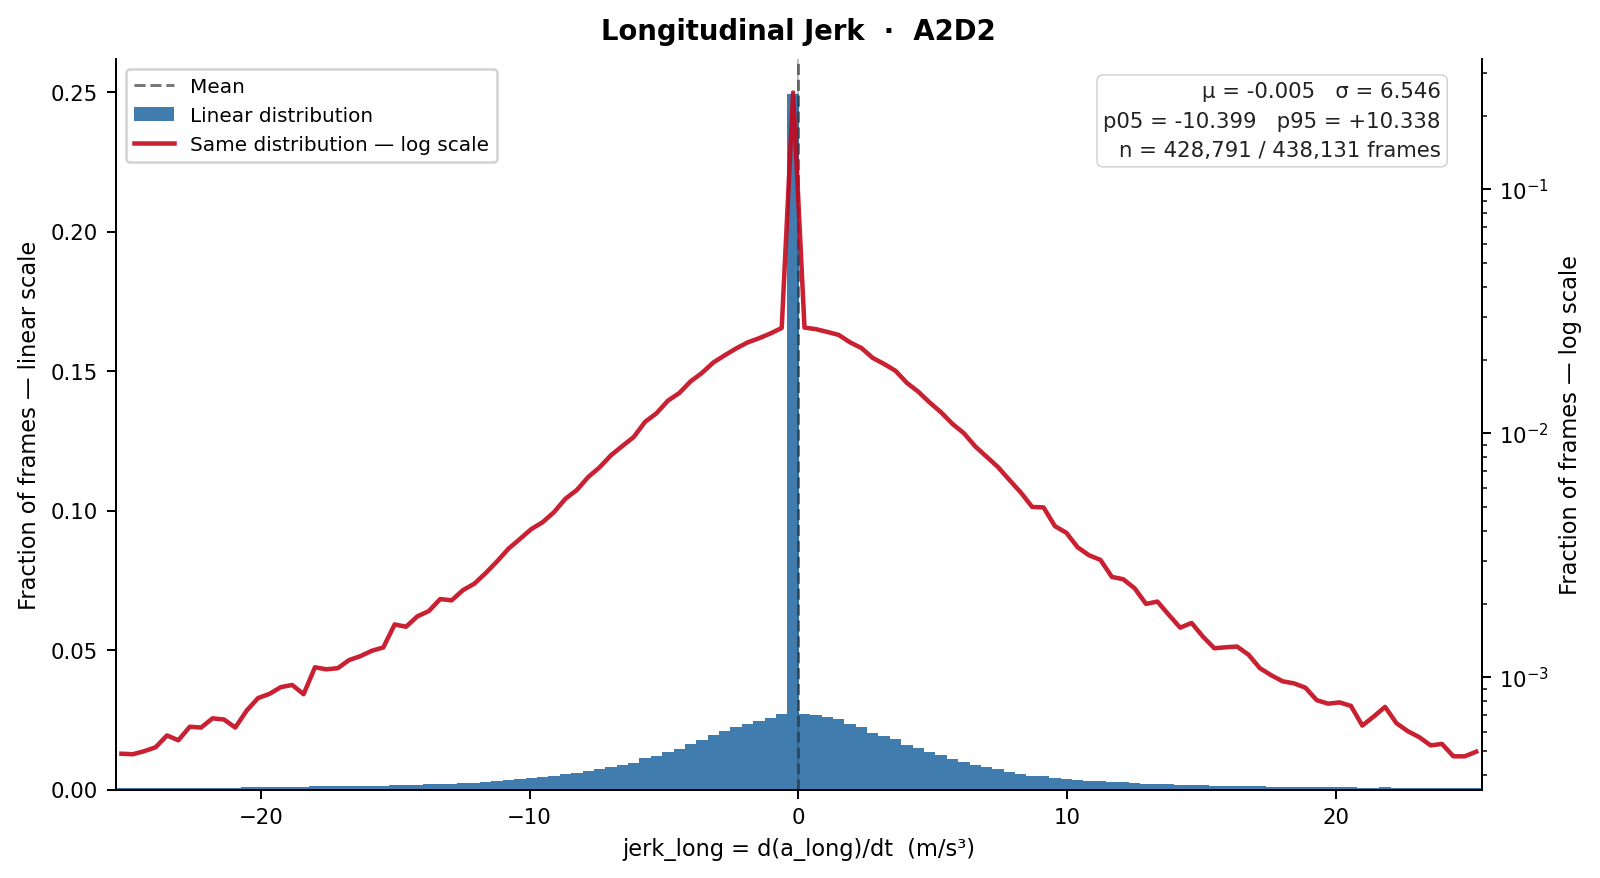 Longitudinal Jerk · A2D2
Mean
Linear distribution
Same distribution — log scale
μ = -0.005 σ = 6.546
p05 = -10.399 p95 = +10.338
n = 428,791 / 438,131 frames
Fraction of frames — linear scale
0.25
0.20
0.15
0.10
0.05
0.00
10⁻¹
10⁻²
10⁻³
Fraction of frames — log scale
−20
−10
0
10
20
jerk_long = d(a_long)/dt (m/s³)